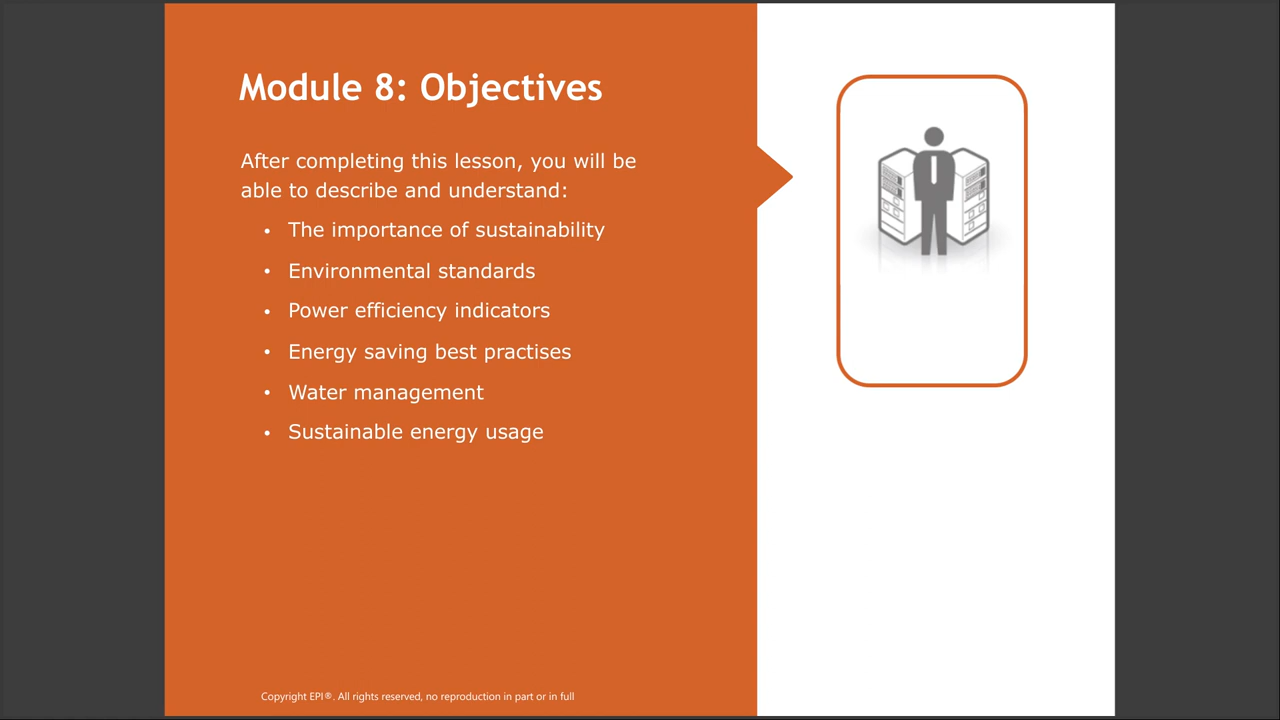 Module 8: Objectives
After completing this lesson, you will be
able to describe and understand:
• The importance of sustainability
• Environmental standards
• Power efficiency indicators
• Energy saving best practises
• Water management
• Sustainable energy usage
Copyright EPI®. All rights reserved, no reproduction in part or in full